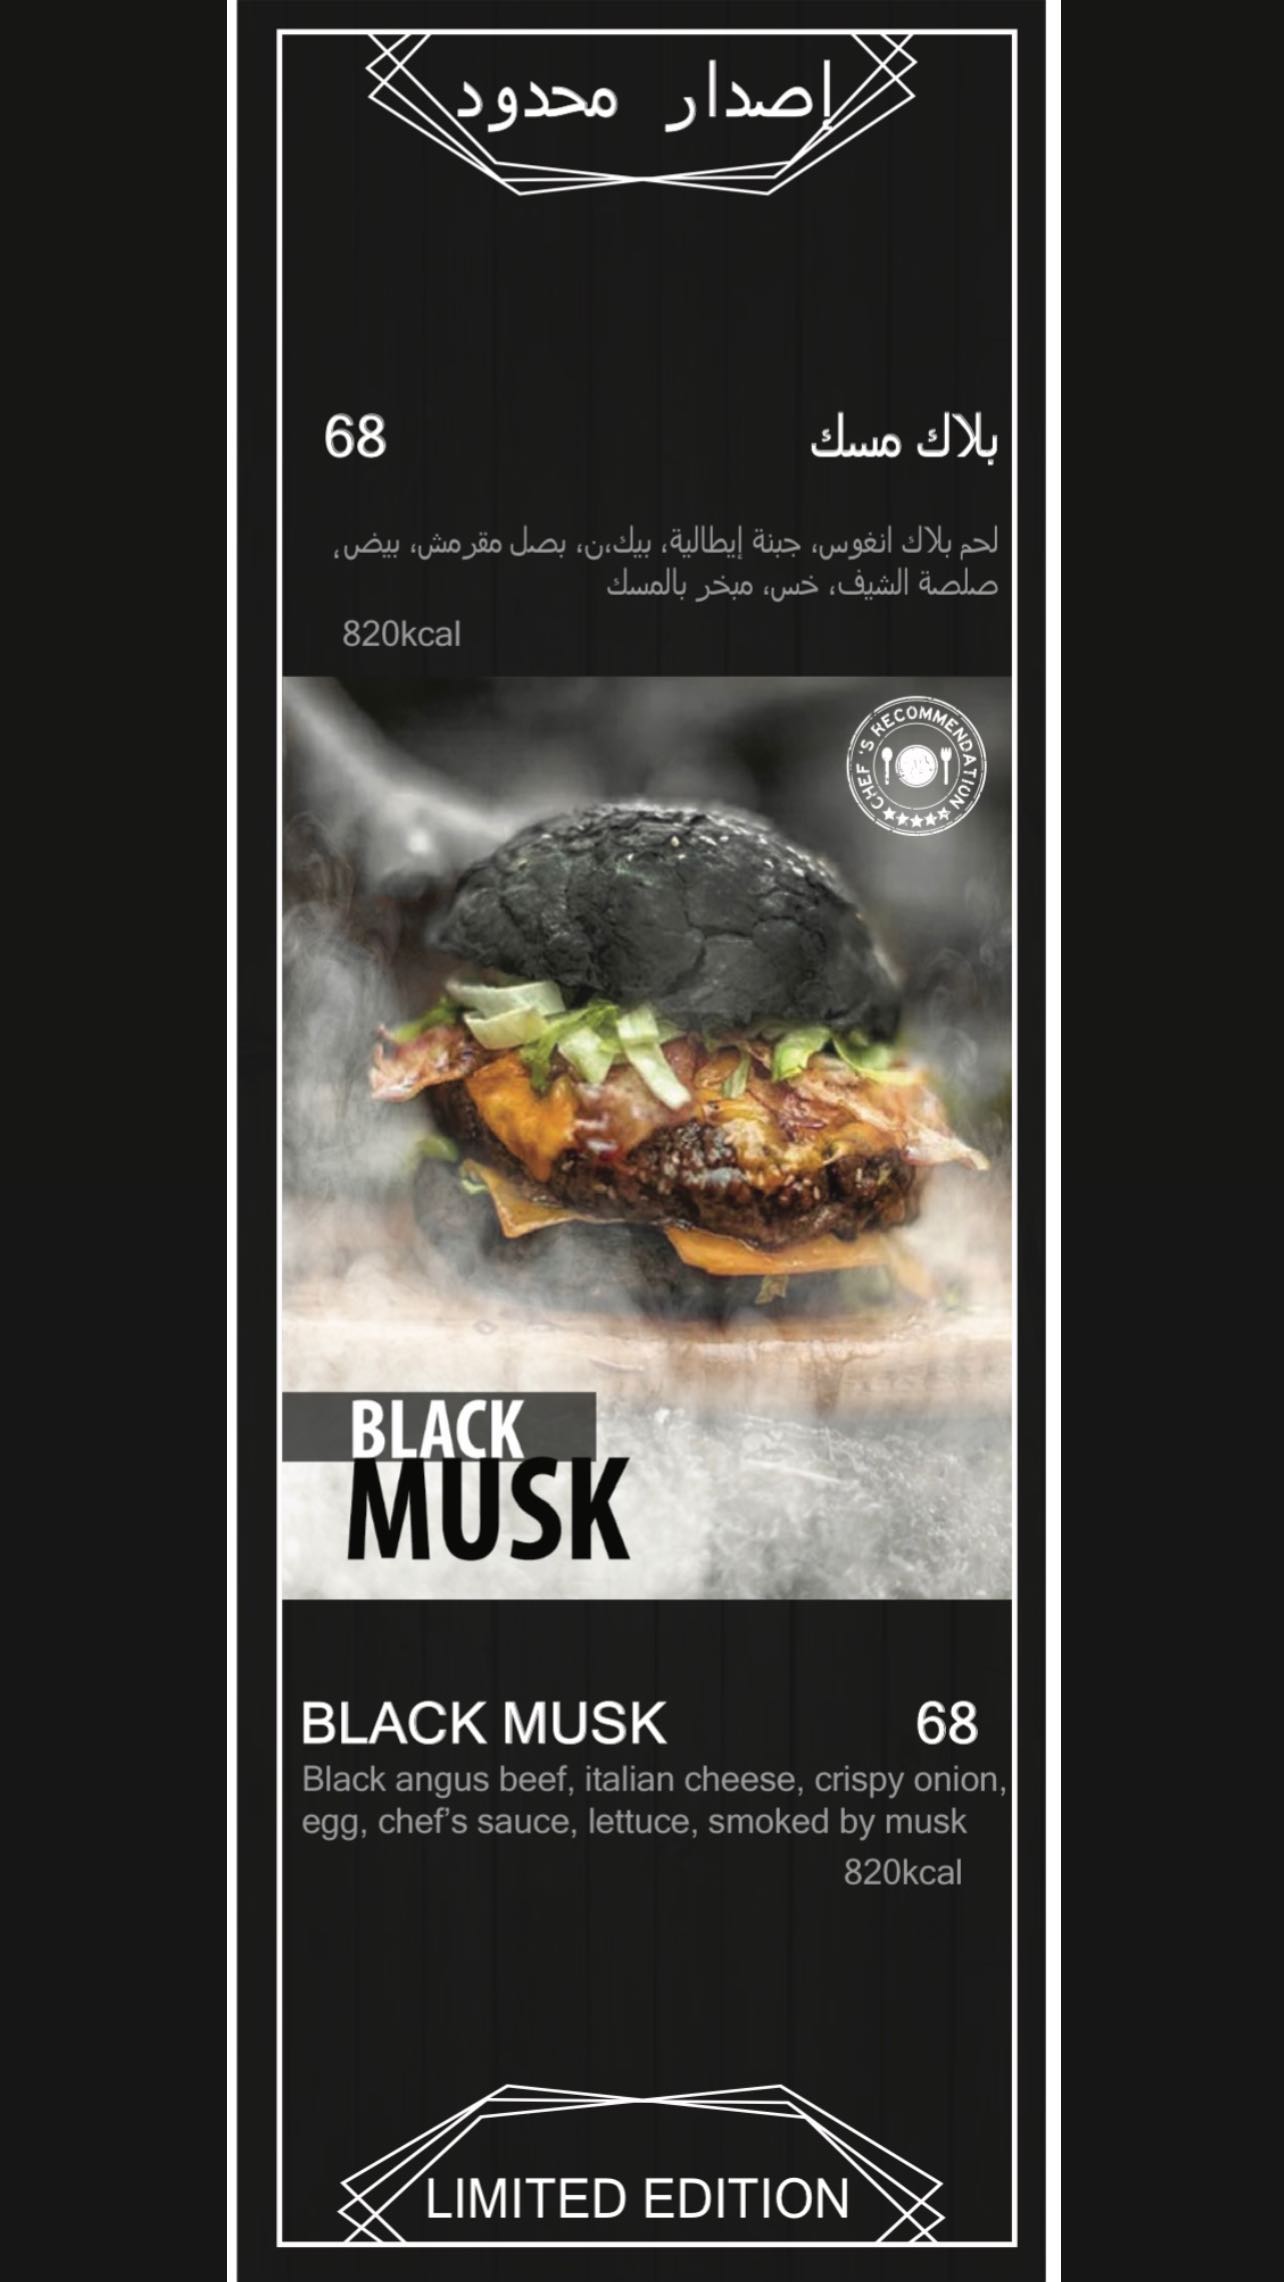 إصدار محدود
بلاك مسك 68
لحم بلاك انغوس، جبنة إيطالية، بيك،ن، بصل مقرمش، بيض،
صلصة الشيف، خس، مبخر بالمسك
820kcal
CHEF 'S RECOMMENDATION
BLACK
MUSK
BLACK MUSK 68
Black angus beef, italian cheese, crispy onion,
egg, chef’s sauce, lettuce, smoked by musk
820kcal
LIMITED EDITION